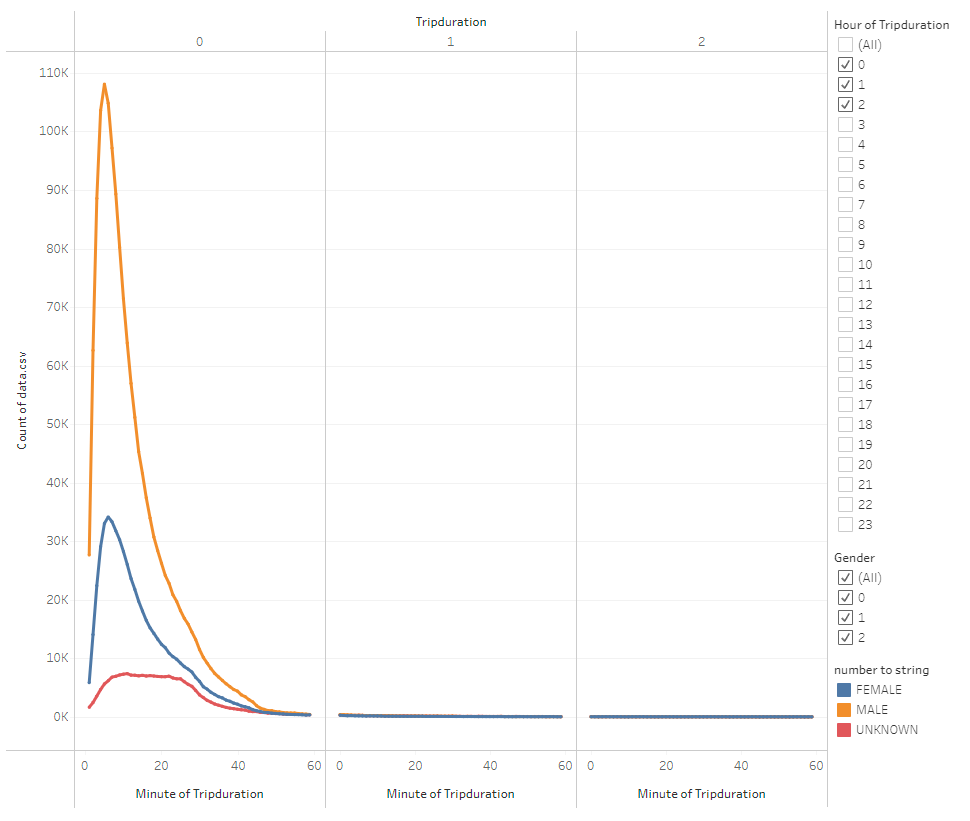 Tripduration
0 1 2
110K
100K
90K
80K
70K
60K
50K
40K
30K
20K
10K
0K
Count of data.csv
0 20 40 60 0 20 40 60 0 20 40 60
Minute of Tripduration Minute of Tripduration Minute of Tripduration
Hour of Tripduration
(All)
0
1
2
3
4
5
6
7
8
9
10
11
12
13
14
15
16
17
18
19
20
21
22
23
Gender
(All)
0
1
2
number to string
FEMALE
MALE
UNKNOWN